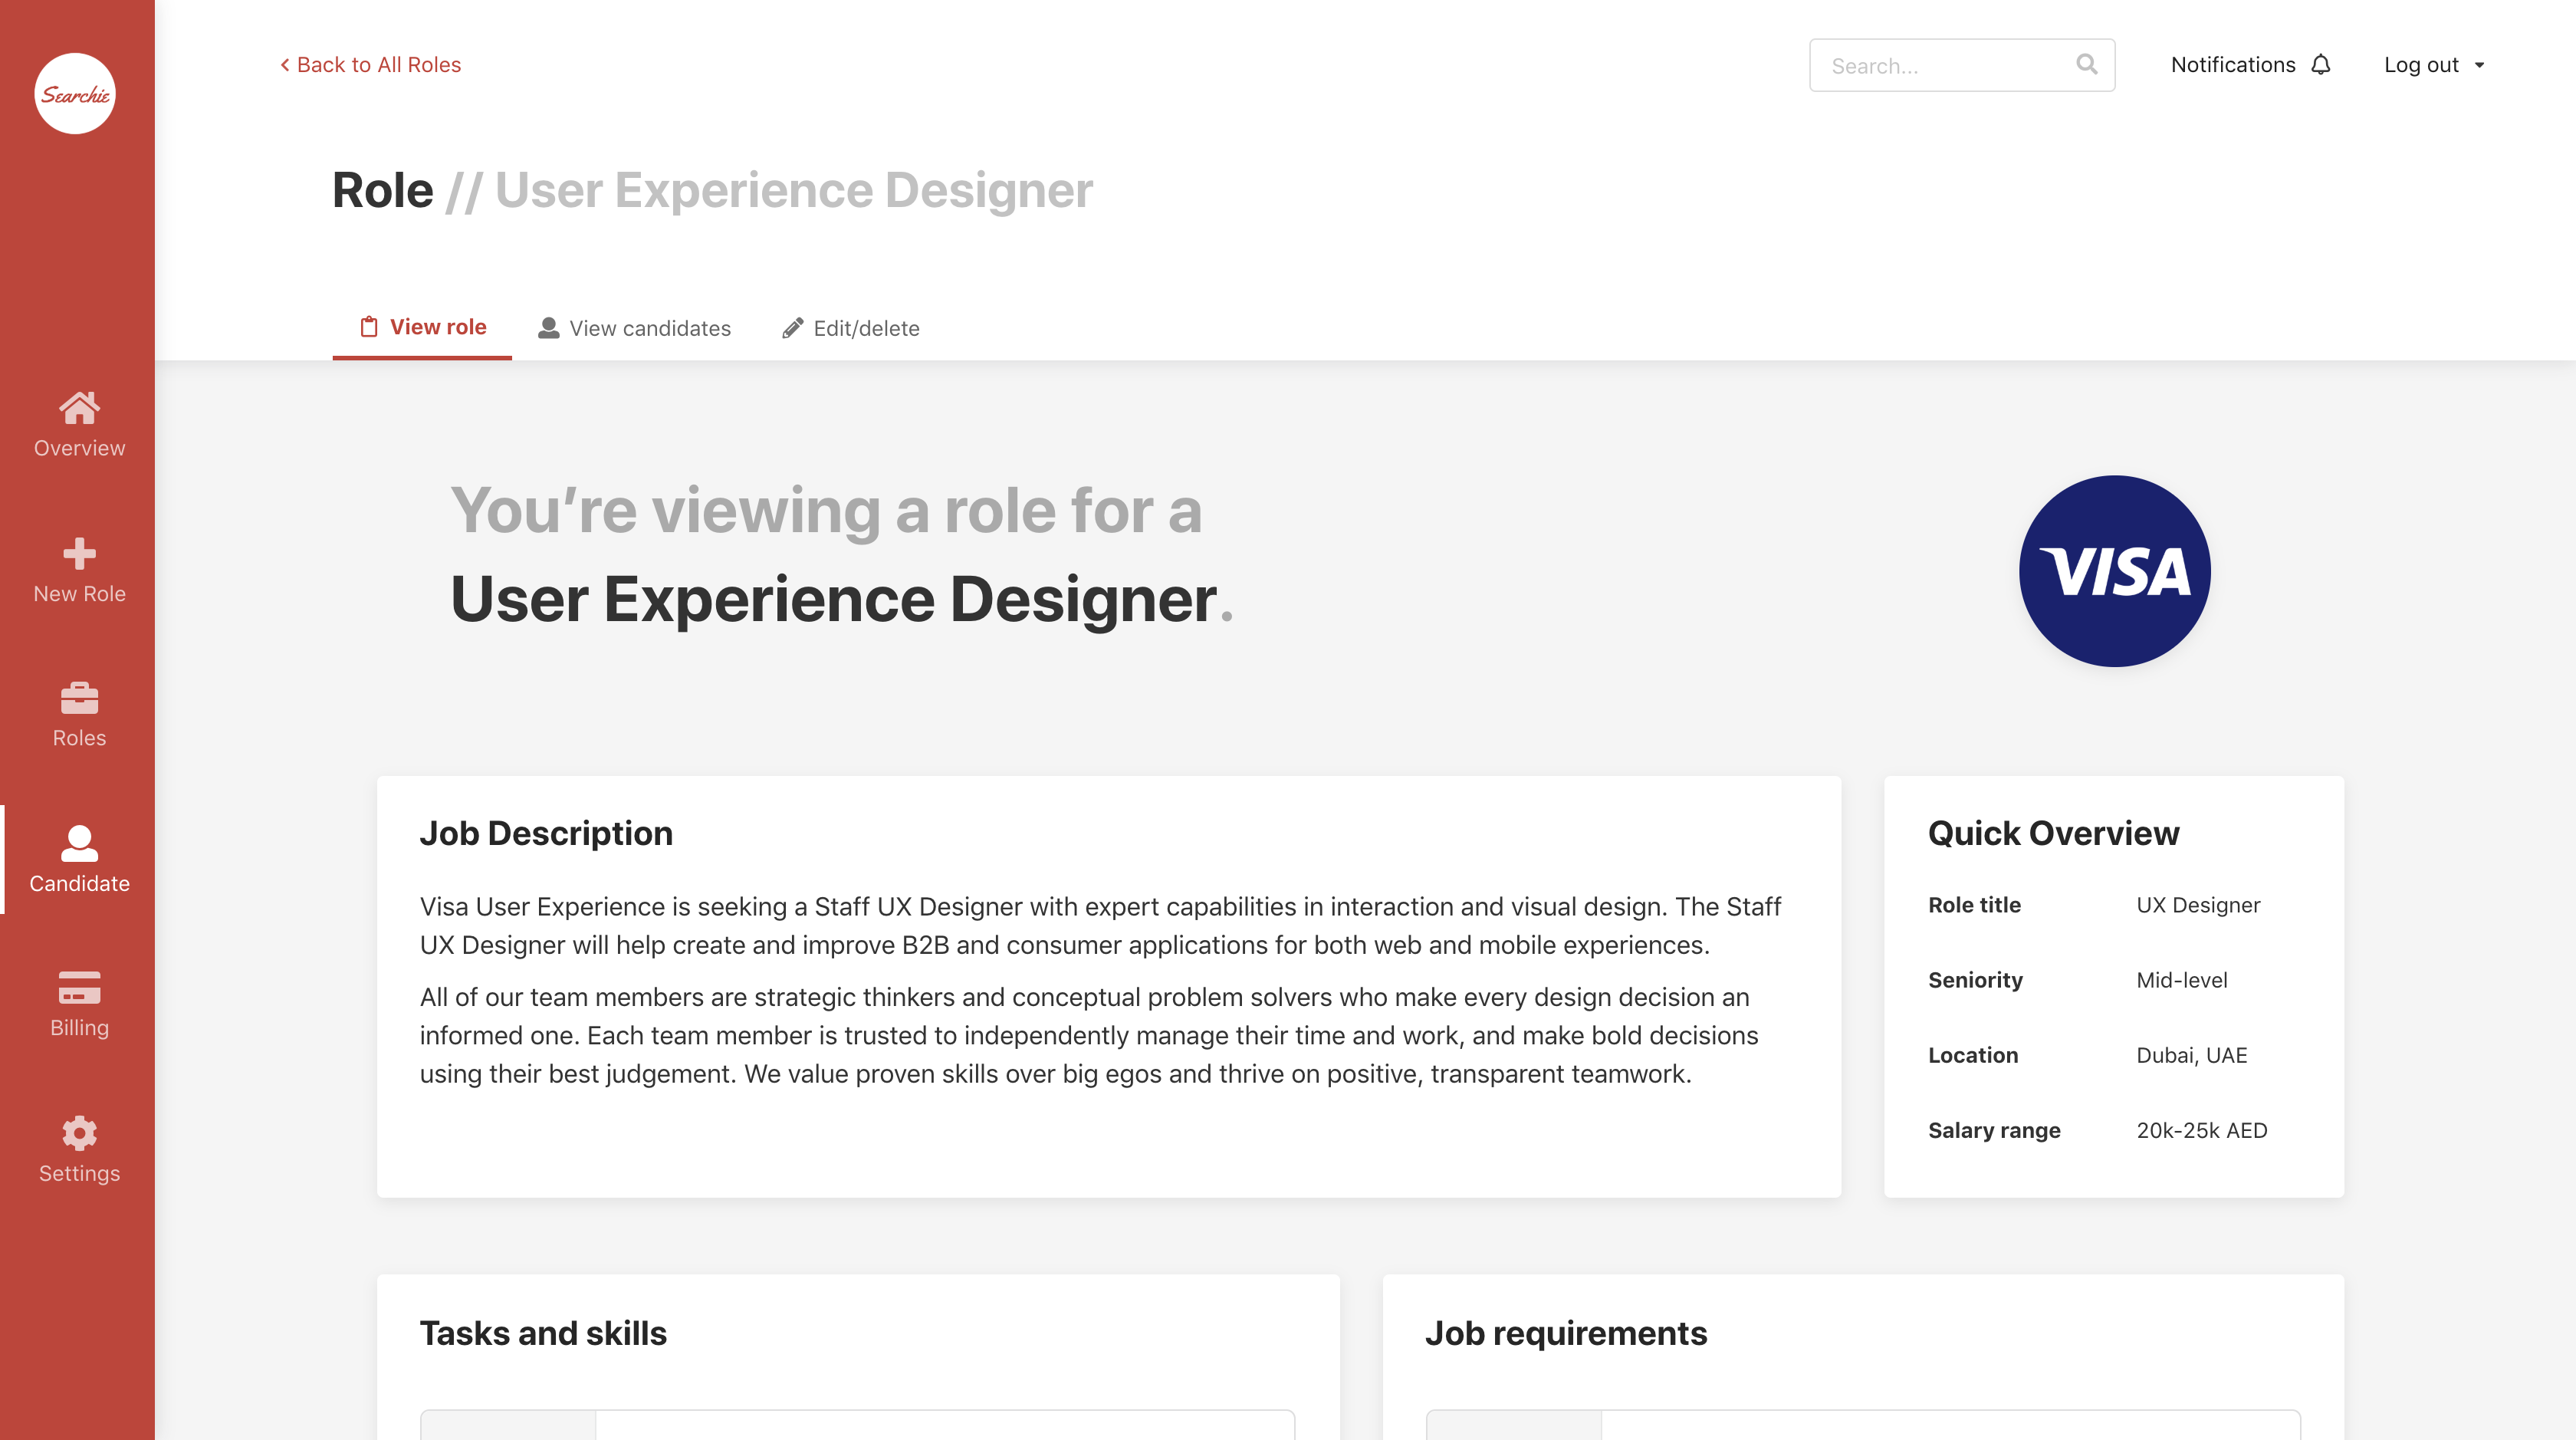 Searchie
Back to All Roles
Search...
Notifications
Log out
Role // User Experience Designer
View role
View candidates
Edit/delete
Overview
New Role
Roles
Candidate
Billing
Settings
You’re viewing a role for a
User Experience Designer.
VISA
Job Description
Visa User Experience is seeking a Staff UX Designer with expert capabilities in interaction and visual design. The Staff
UX Designer will help create and improve B2B and consumer applications for both web and mobile experiences.
All of our team members are strategic thinkers and conceptual problem solvers who make every design decision an
informed one. Each team member is trusted to independently manage their time and work, and make bold decisions
using their best judgement. We value proven skills over big egos and thrive on positive, transparent teamwork.
Quick Overview
Role title UX Designer
Seniority Mid-level
Location Dubai, UAE
Salary range 20k-25k AED
Tasks and skills
Job requirements